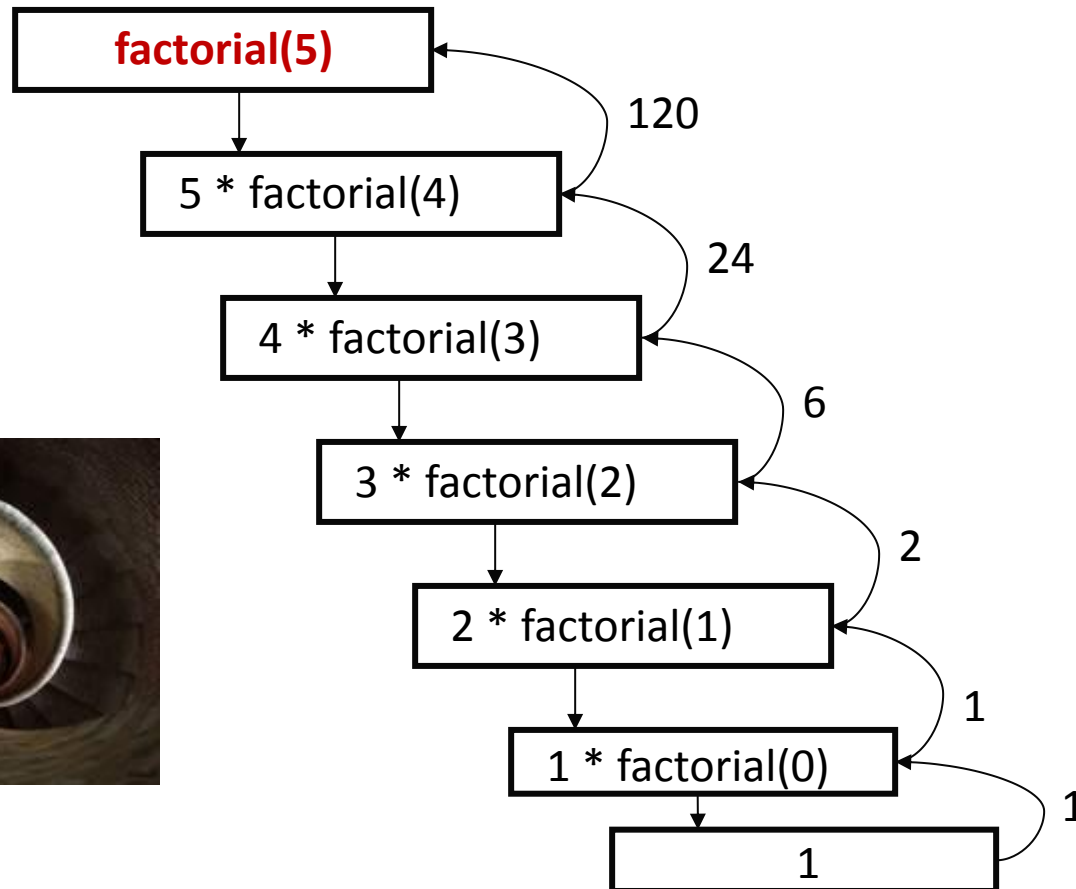 factorial(5)
120
5 * factorial(4)
24
4 * factorial(3)
6
3 * factorial(2)
2
2 * factorial(1)
1
1 * factorial(0)
1
1